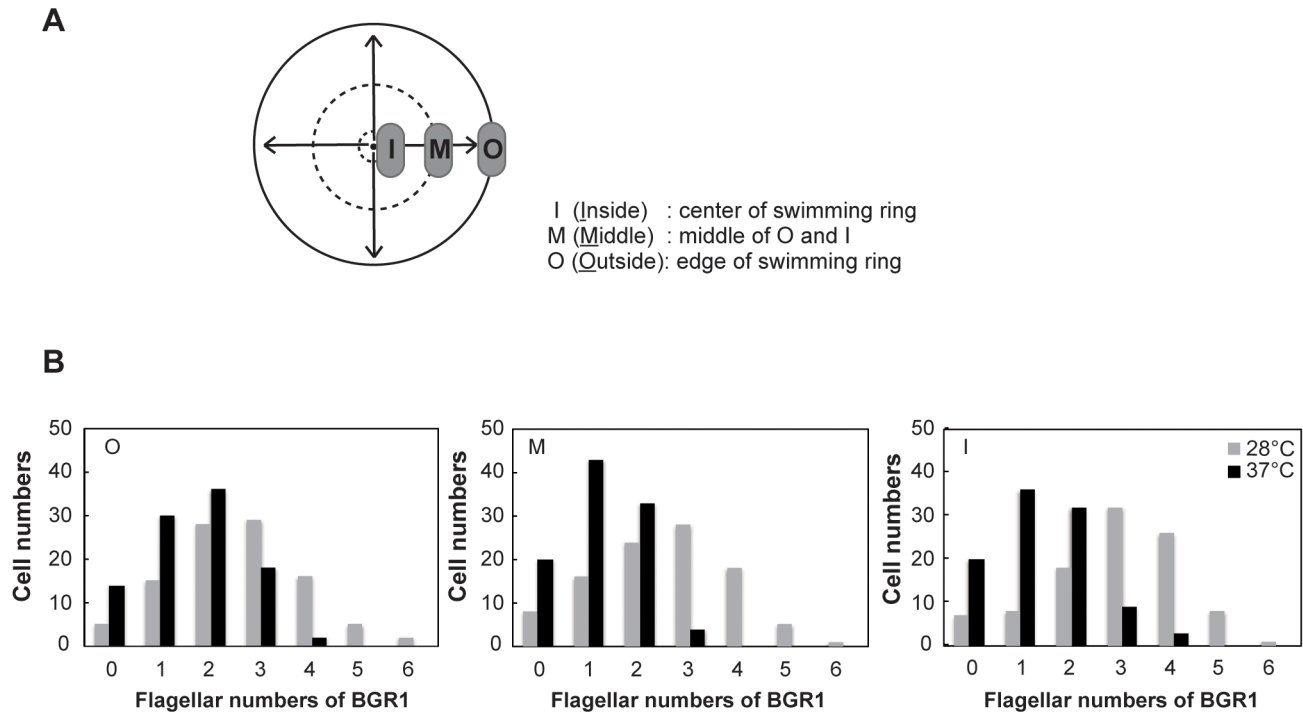 A
I M O
I (Inside) : center of swimming ring
M (Middle) : middle of O and I
O (Outside): edge of swimming ring
B
Cell numbers
50
40
30
20
10
0
O
0 1 2 3 4 5 6
Flagellar numbers of BGR1
Cell numbers
50
40
30
20
10
0
M
0 1 2 3 4 5 6
Flagellar numbers of BGR1
Cell numbers
50
40
30
20
10
0
I
28°C
37°C
0 1 2 3 4 5 6
Flagellar numbers of BGR1